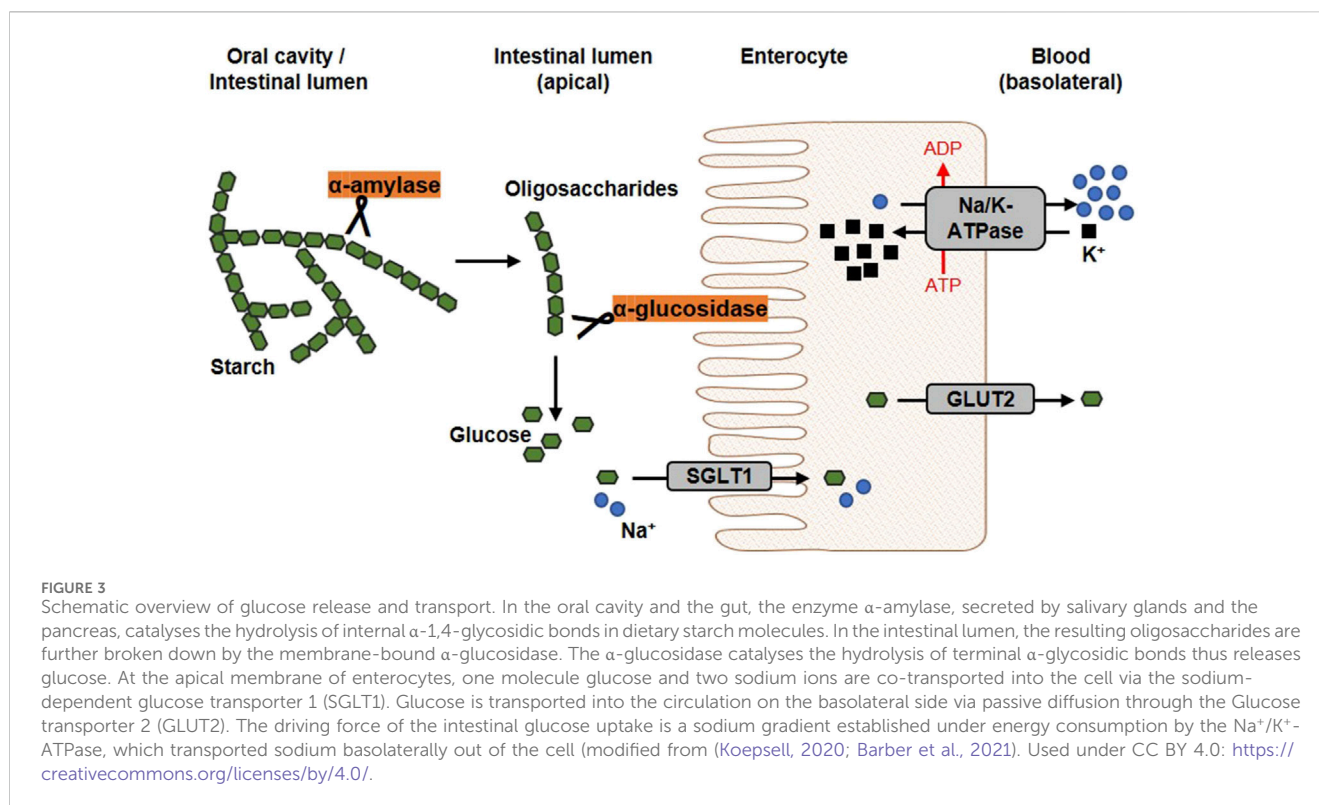 Oral cavity /
Intestinal lumen
Intestinal lumen
(apical)
Enterocyte
Blood
(basolateral)
α-amylase
Oligosaccharides
α-glucosidase
Starch
Glucose
Na⁺
SGLT1
ADP
Na/K-
ATPase
ATP
K⁺
GLUT2
FIGURE 3
Schematic overview of glucose release and transport. In the oral cavity and the gut, the enzyme α-amylase, secreted by salivary glands and the
pancreas, catalyses the hydrolysis of internal α-1,4-glycosidic bonds in dietary starch molecules. In the intestinal lumen, the resulting oligosaccharides are
further broken down by the membrane-bound α-glucosidase. The α-glucosidase catalyses the hydrolysis of terminal α-glycosidic bonds thus releases
glucose. At the apical membrane of enterocytes, one molecule glucose and two sodium ions are co-transported into the cell via the sodium-
dependent glucose transporter 1 (SGLT1). Glucose is transported into the circulation on the basolateral side via passive diffusion through the Glucose
transporter 2 (GLUT2). The driving force of the intestinal glucose uptake is a sodium gradient established under energy consumption by the Na⁺/K⁺-
ATPase, which transported sodium basolaterally out of the cell (modified from (Koepsell, 2020; Barber et al., 2021). Used under CC BY 4.0: https://
creativecommons.org/licenses/by/4.0/.